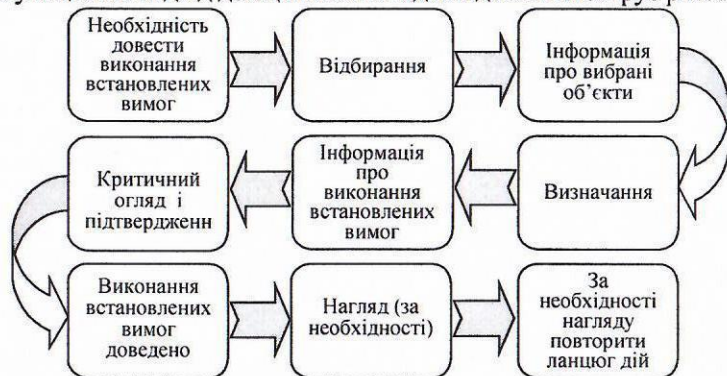 Необхідність
довести
виконання
встановлених
вимог
Відбирання
Інформація
про вибрані
об’єкти
Визначання
Інформація
про
виконання
встановлених
вимог
Критичний
огляд і
підтвердженн
Виконання
встановлених
вимог
доведено
Нагляд (за
необхідності)
За
необхідності
нагляду
повторити
ланцюг дій